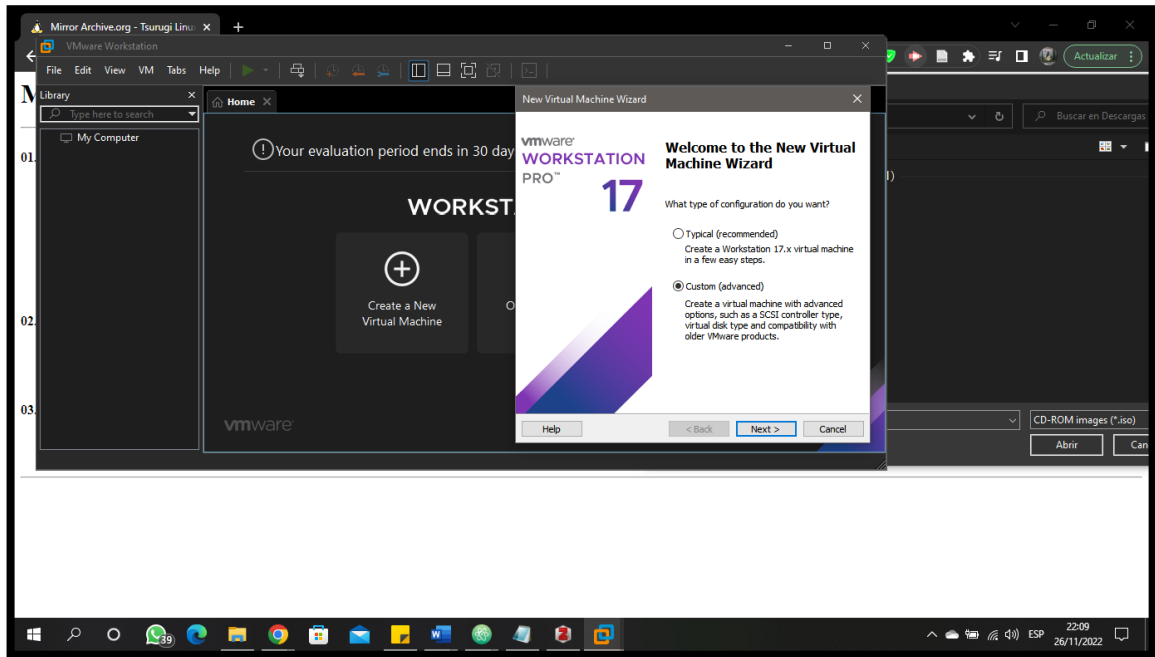 Mirror Archive.org - Tsurugi Linu
VMware Workstation
Actualizar
File Edit View VM Tabs Help
Library
Type here to search
My Computer
Home
Your evaluation period ends in 30 day
WORKST
Create a New
Virtual Machine
O
vmware
New Virtual Machine Wizard
vmware
WORKSTATION
PRO™ 17
Welcome to the New Virtual
Machine Wizard
What type of configuration do you want?
Typical (recommended)
Create a Workstation 17.x virtual machine
in a few easy steps.
Custom (advanced)
Create a virtual machine with advanced
options, such as a SCSI controller type,
virtual disk type and compatibility with
older VMware products.
Help < Back Next > Cancel
M
01.
02.
03.
Buscar en Descargas
1)
CD-ROM images (*.iso)
Abrir Can
39
ESP
22:09
26/11/2022